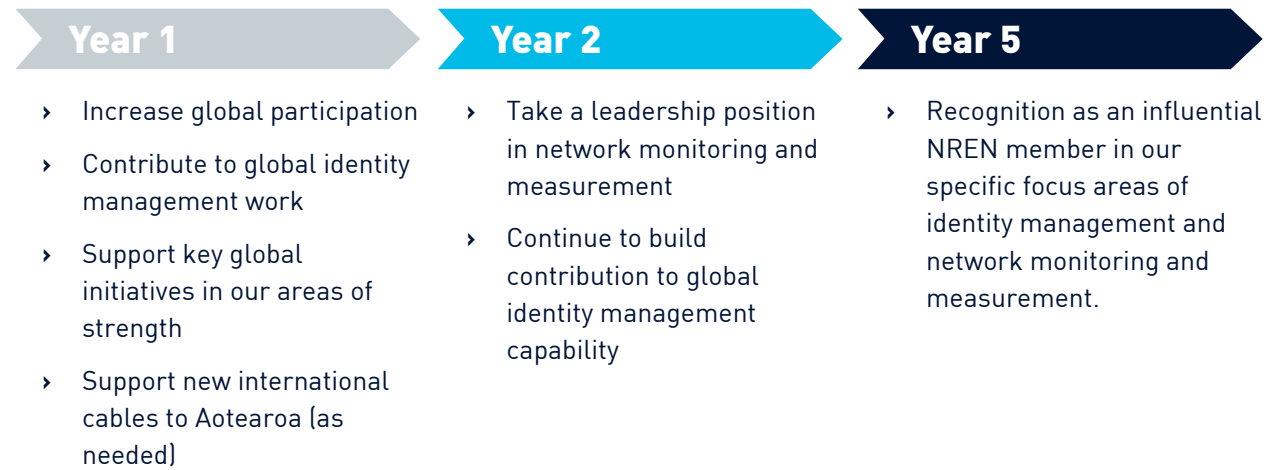 Year 1
› Increase global participation
› Contribute to global identity
management work
› Support key global
initiatives in our areas of
strength
› Support new international
cables to Aotearoa (as
needed)
Year 2
› Take a leadership position
in network monitoring and
measurement
› Continue to build
contribution to global
identity management
capability
Year 5
› Recognition as an influential
NREN member in our
specific focus areas of
identity management and
network monitoring and
measurement.